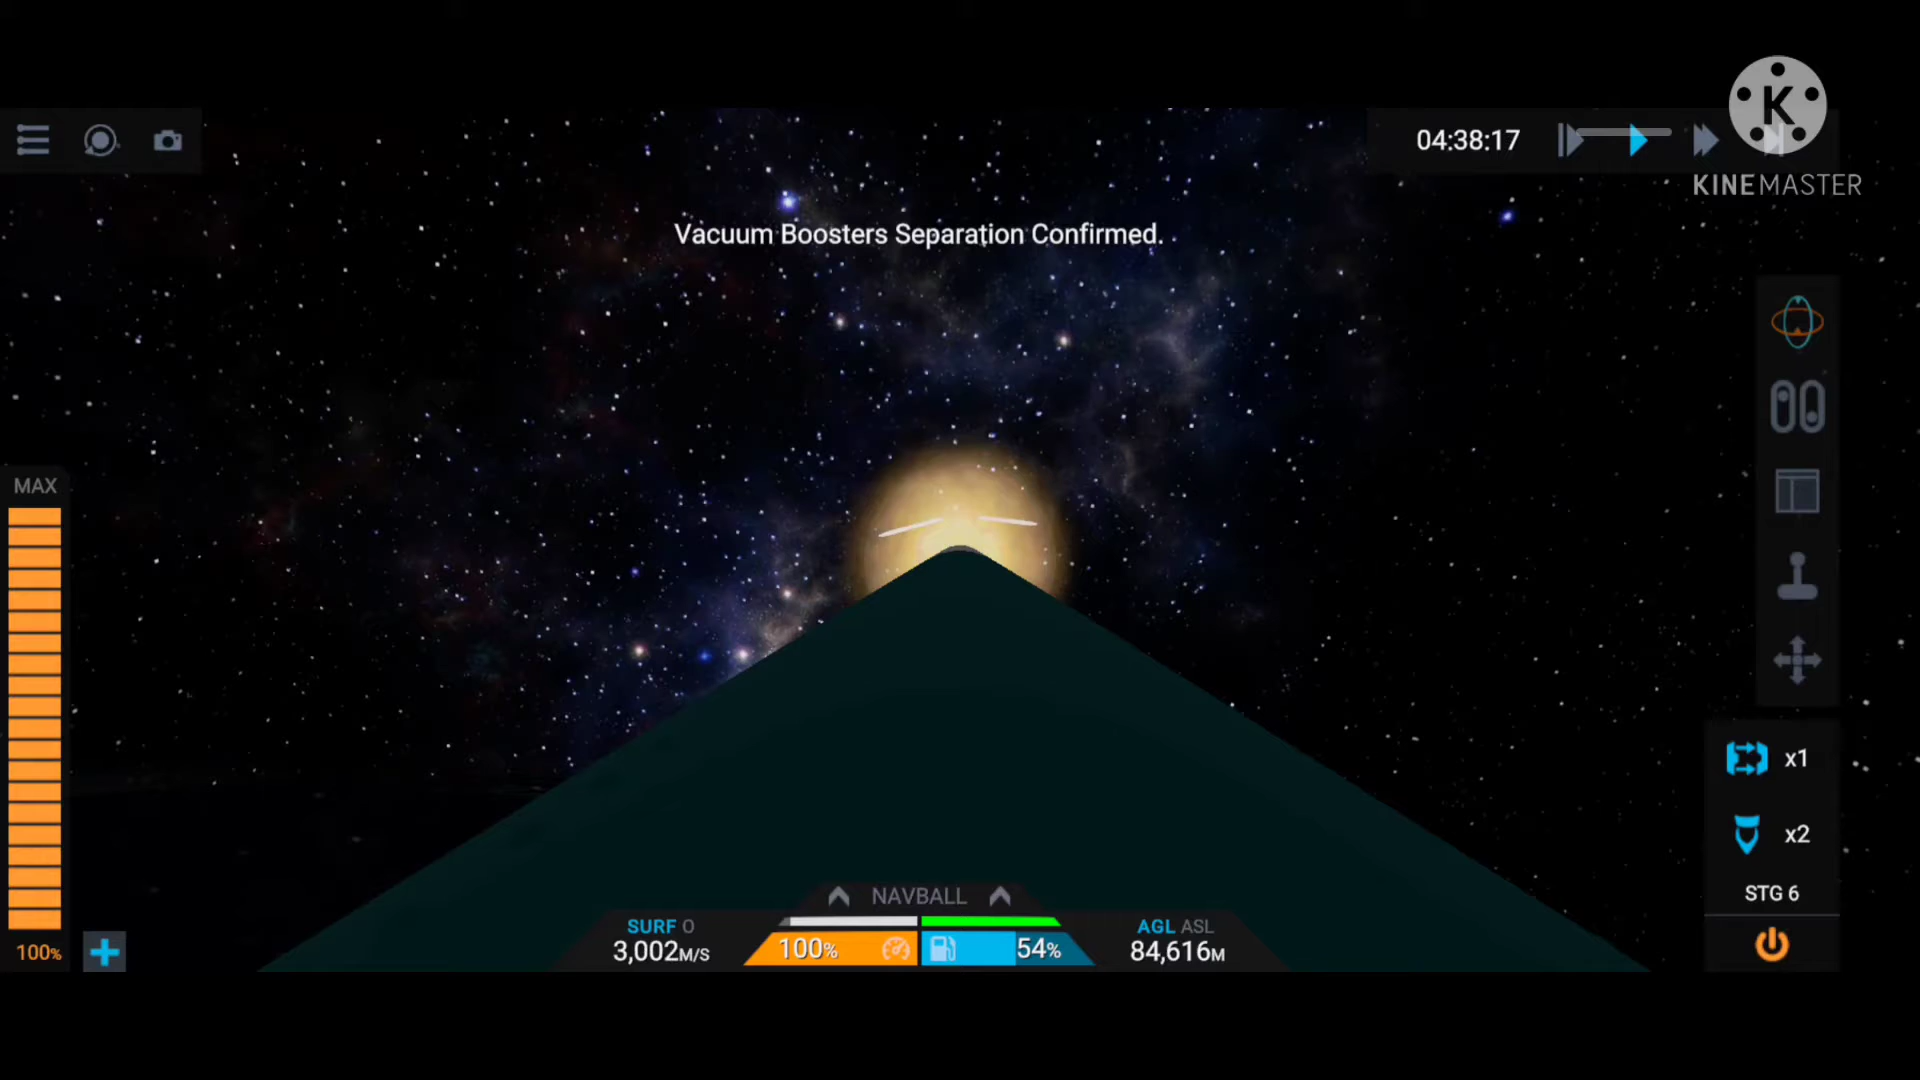 04:38:17
K
KINEMASTER
Vacuum Boosters Separation Confirmed.
MAX
100%
NAVBALL
SURF O
3,002M/S
100%
54%
AGL ASL
84,616M
x1
x2
STG 6